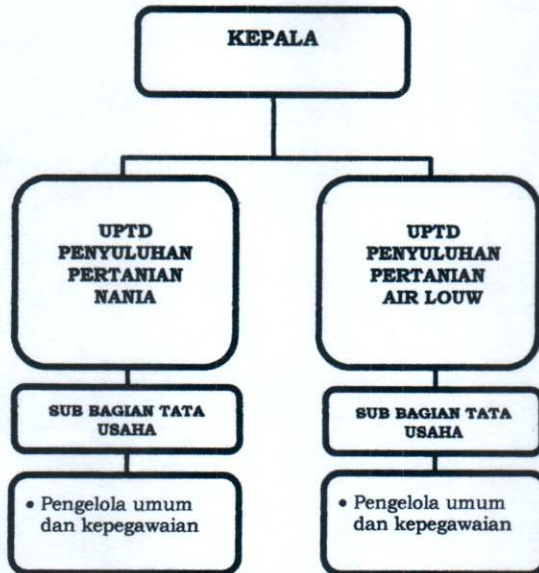 KEPALA
UPTD
PENYULUHAN
PERTANIAN
NANIA
UPTD
PENYULUHAN
PERTANIAN
AIR LOUW
SUB BAGIAN TATA
USAHA
SUB BAGIAN TATA
USAHA
• Pengelola umum
dan kepegawaian
• Pengelola umum
dan kepegawaian